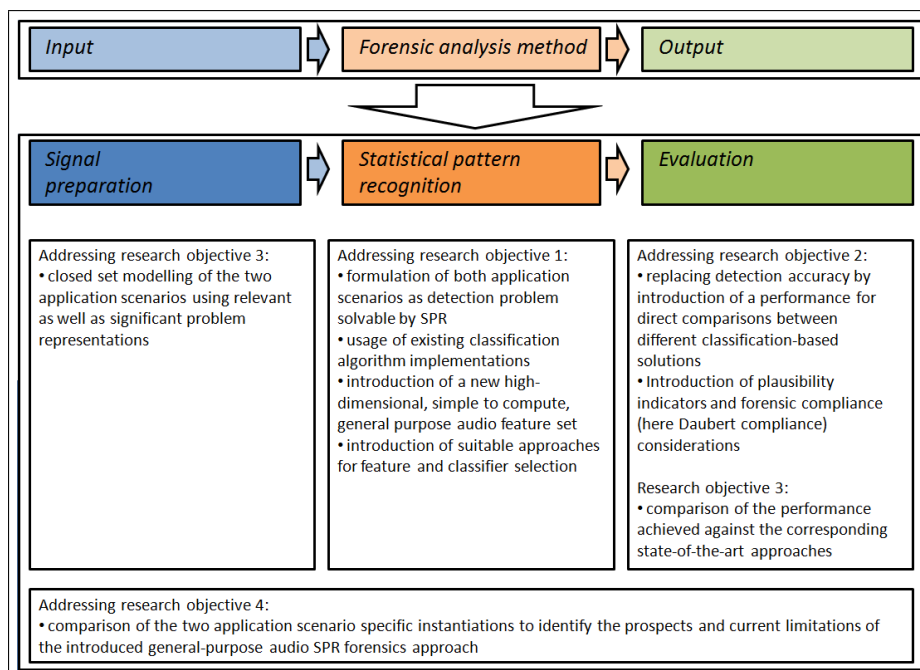 Input
Forensic analysis method
Output
Signal
preparation
Statistical pattern
recognition
Evaluation
Addressing research objective 3:
• closed set modelling of the two
application scenarios using relevant
as well as significant problem
representations
Addressing research objective 1:
• formulation of both application
scenarios as detection problem
solvable by SPR
• usage of existing classification
algorithm implementations
• introduction of a new high-
dimensional, simple to compute,
general purpose audio feature set
• introduction of suitable approaches
for feature and classifier selection
Addressing research objective 2:
• replacing detection accuracy by
introduction of a performance for
direct comparisons between
different classification-based
solutions
• Introduction of plausibility
indicators and forensic compliance
(here Daubert compliance)
considerations
Research objective 3:
• comparison of the performance
achieved against the corresponding
state-of-the-art approaches
Addressing research objective 4:
• comparison of the two application scenario specific instantiations to identify the prospects and current limitations
of the introduced general-purpose audio SPR forensics approach